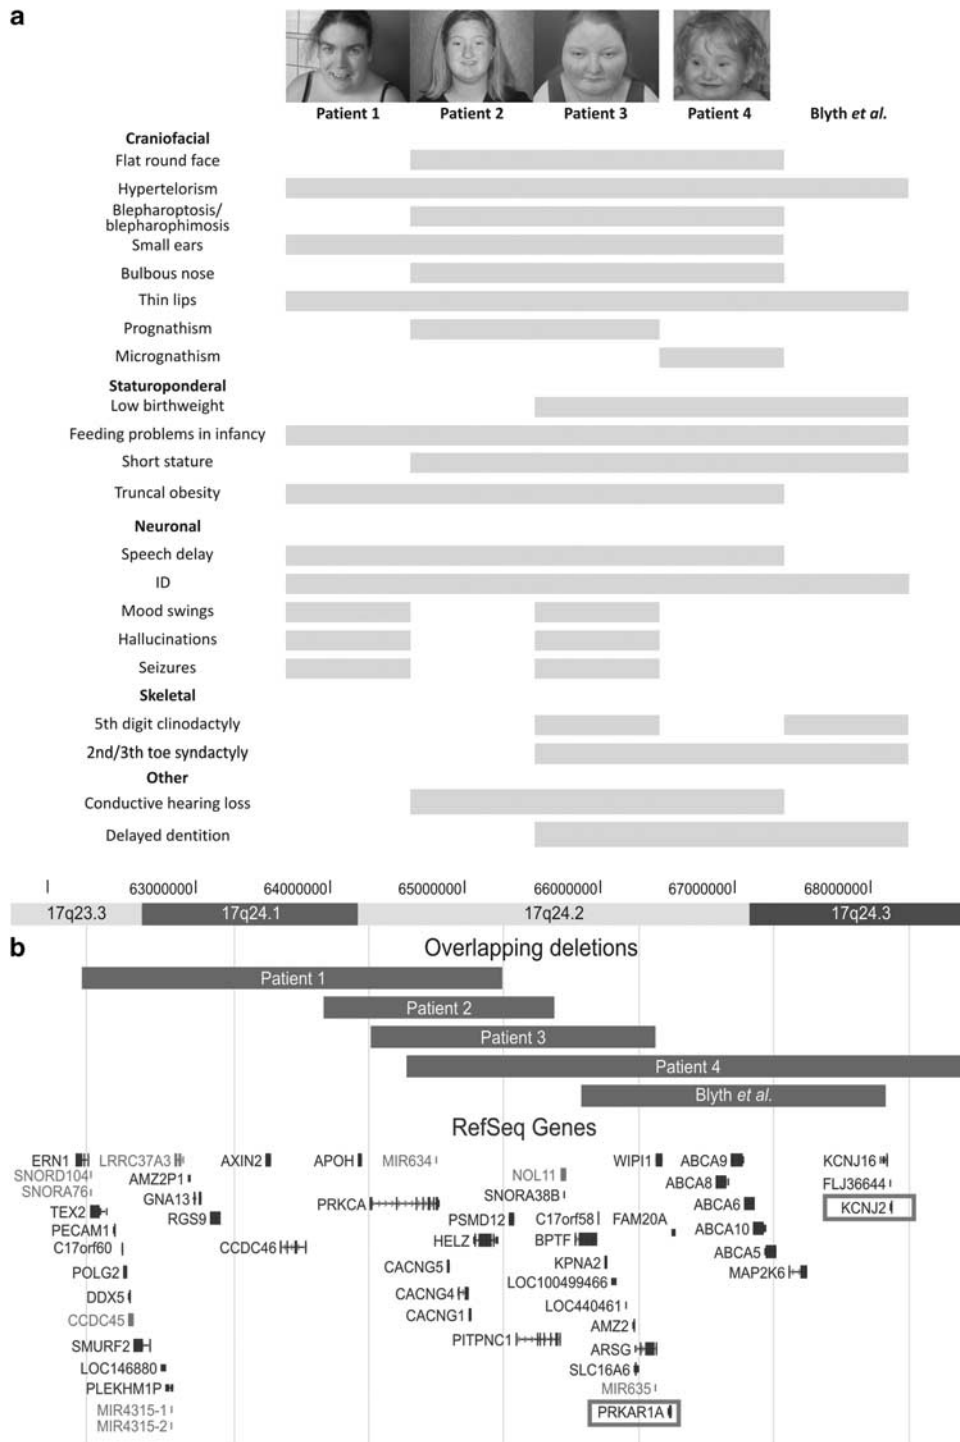 a
Patient 1 Patient 2 Patient 3 Patient 4 Blyth et al.
Craniofacial
Flat round face
Hypertelorism
Blepharoptosis/
blepharophimosis
Small ears
Bulbous nose
Thin lips
Prognathism
Micrognathism
Staturoponderal
Low birthweight
Feeding problems in infancy
Short stature
Truncal obesity
Neuronal
Speech delay
ID
Mood swings
Hallucinations
Seizures
Skeletal
5th digit clinodactyly
2nd/3th toe syndactyly
Other
Conductive hearing loss
Delayed dentition
63000000 64000000 65000000 66000000 67000000 68000000
17q23.3 17q24.1 17q24.2 17q24.3
b
Overlapping deletions
Patient 1
Patient 2
Patient 3
Patient 4
Blyth et al.
RefSeq Genes
ERN1 LRRC37A3 AXIN2 APOH MIR634 WIPI1 ABCA9 KCNJ16
SNORD104 AMZ2P1 NOL11 ABCA8 FLJ36644
SNORA76 GNA13 PRKCA SNORA38B ABCA6 KCNJ2
TEX2 RGS9 PSMD12 C17orf58 FAM20A ABCA10
PECAM1 HELZ BPTF ABCA5
C17orf60 CCDC46 KPNA2 MAP2K6
POLG2 CACNG5 LOC100499466
DDX5 CACNG4 LOC440461
CCDC45 CACNG1 AMZ2
SMURF2 PITPNC1 ARSG
LOC146880 SLC16A6
PLEKHM1P MIR635
MIR4315-1 PRKAR1A
MIR4315-2